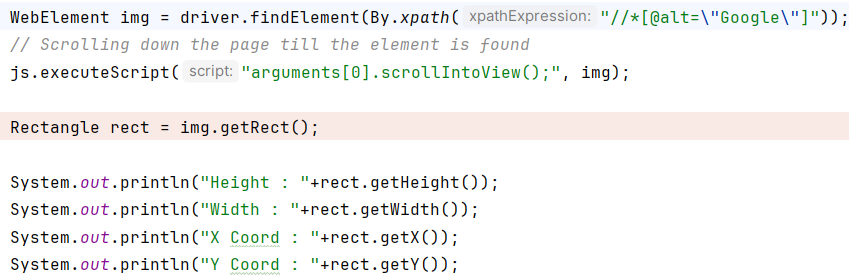 WebElement img = driver.findElement(By.xpath( xpathExpression: "//*[@alt=\"Google\"]"));
// Scrolling down the page till the element is found
js.executeScript( script: "arguments[0].scrollIntoView();", img);
Rectangle rect = img.getRect();
System.out.println("Height : "+rect.getHeight());
System.out.println("Width : "+rect.getWidth());
System.out.println("X Coord : "+rect.getX());
System.out.println("Y Coord : "+rect.getY());